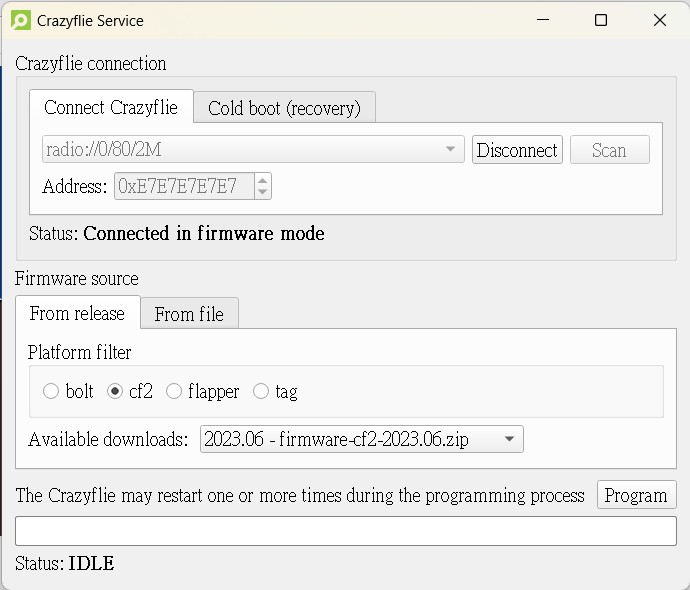 Crazyflie Service
Crazyflie connection
Connect Crazyflie Cold boot (recovery)
radio://0/80/2M Disconnect Scan
Address: 0xE7E7E7E7E7
Status: Connected in firmware mode
Firmware source
From release From file
Platform filter
bolt cf2 flapper tag
Available downloads: 2023.06 - firmware-cf2-2023.06.zip
The Crazyflie may restart one or more times during the programming process Program
Status: IDLE